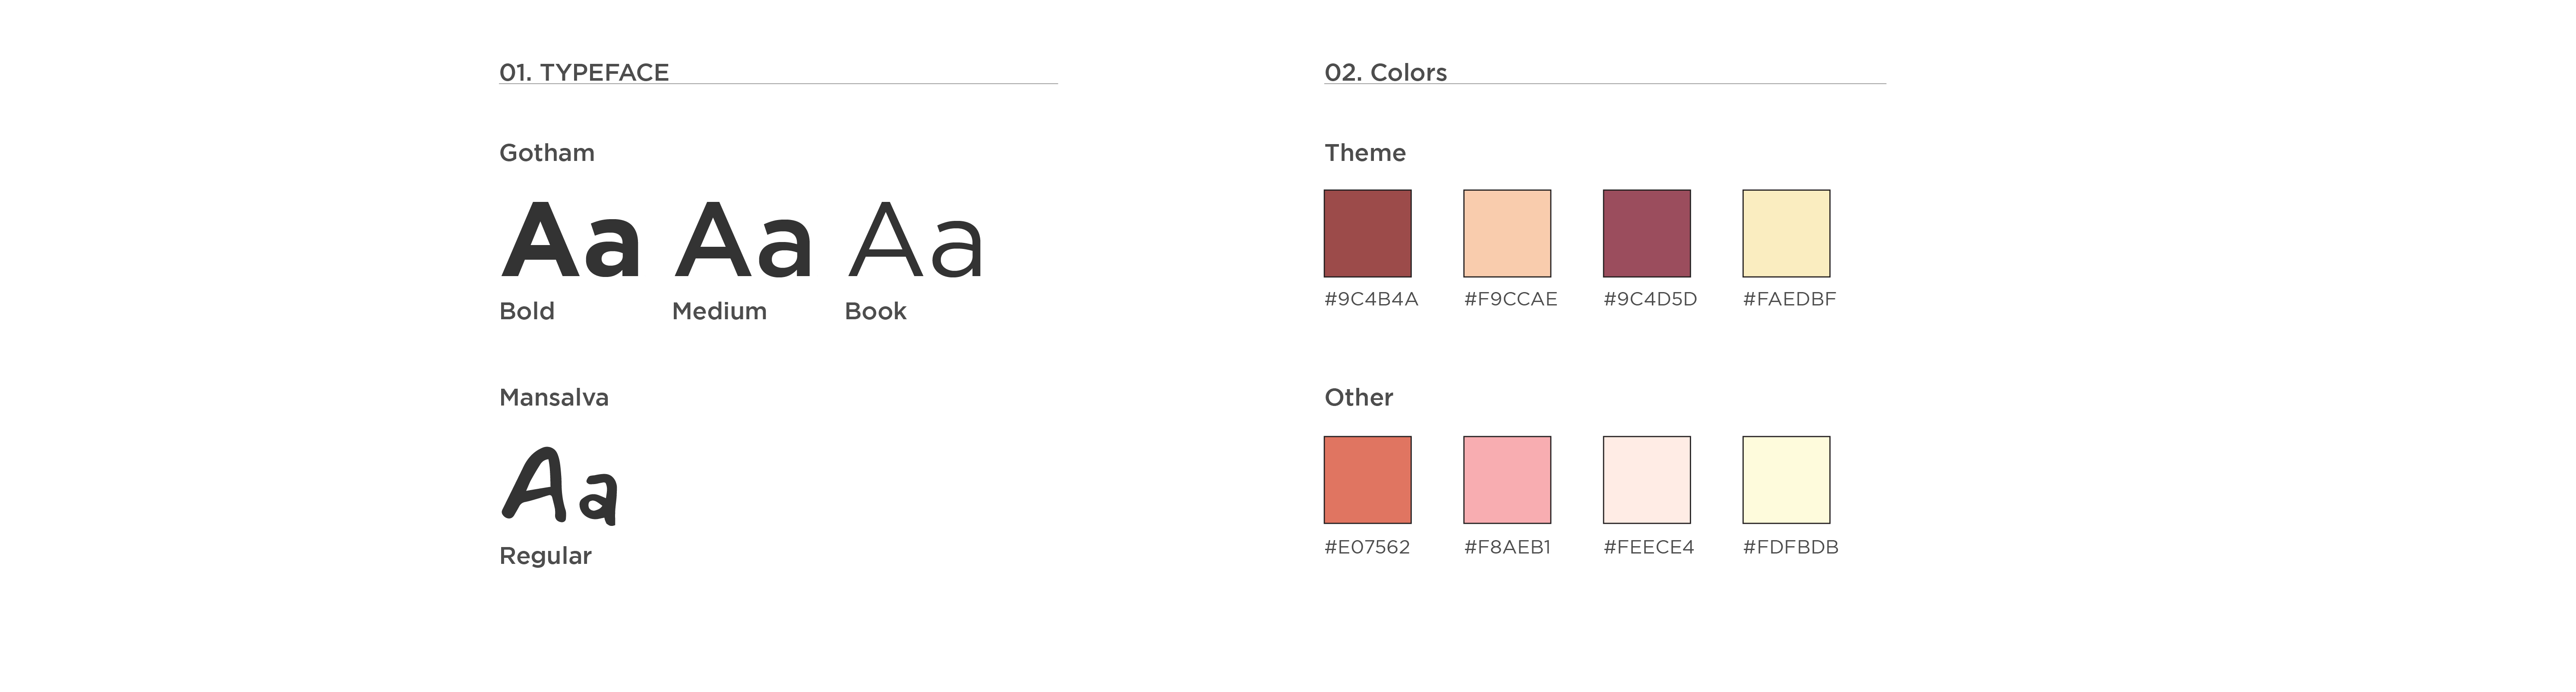 01. TYPEFACE
Gotham
Aa Aa Aa
Bold Medium Book
Mansalva
Aa
Regular
02. Colors
Theme
#9C4B4A #F9CCAE #9C4D5D #FAEDBF
Other
#E07562 #F8AEB1 #FEECE4 #FDFBDB